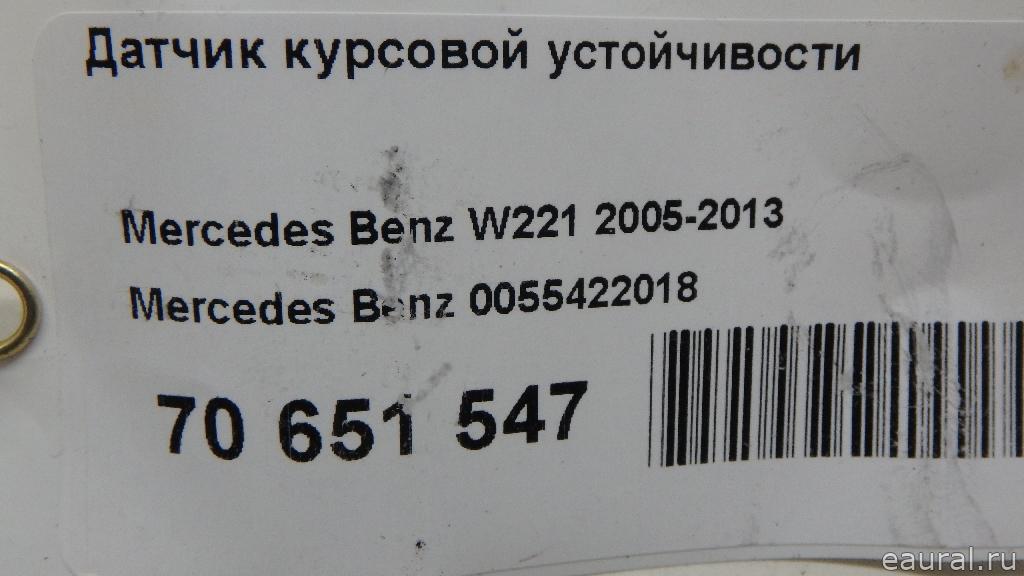 Датчик курсовой устойчивости
Mercedes Benz W221 2005-2013
Mercedes Benz 0055422018
70 651 547
eaural.ru